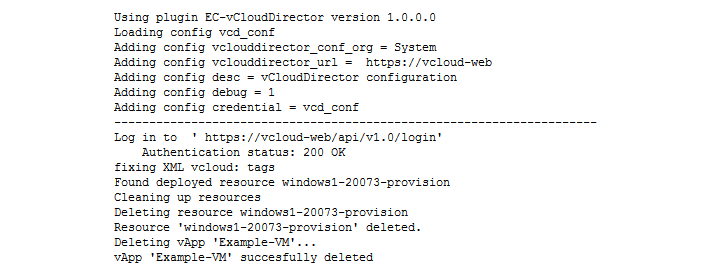 Using plugin EC-vCloudDirector version 1.0.0.0
Loading config vcd_conf
Adding config vclouddirector_conf_org = System
Adding config vclouddirector_url =  https://vcloud-web
Adding config desc = vCloudDirector configuration
Adding config debug = 1
Adding config credential = vcd_conf
---------------------------------------------------------------------
Log in to  ' https://vcloud-web/api/v1.0/login'
    Authentication status: 200 OK
fixing XML vcloud: tags
Found deployed resource windows1-20073-provision
Cleaning up resources
Deleting resource windows1-20073-provision
Resource 'windows1-20073-provision' deleted.
Deleting vApp 'Example-VM'...
vApp 'Example-VM' succesfully deleted